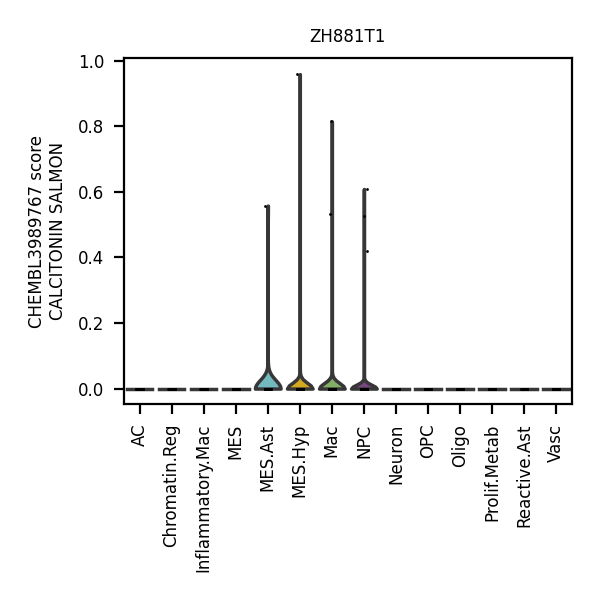 ZH881T1
CHEMBL3989767 score
CALCITONIN SALMON
1.0
0.8
0.6
0.4
0.2
0.0
AC
Chromatin.Reg
Inflammatory.Mac
MES
MES.Ast
MES.Hyp
Mac
NPC
Neuron
OPC
Oligo
Prolif.Metab
Reactive.Ast
Vasc